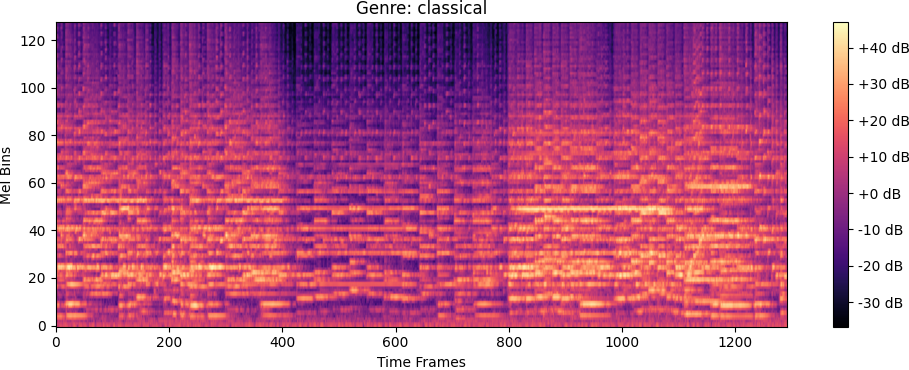 Genre: classical
120
100
80
60
40
20
0
Mel Bins
0 200 400 600 800 1000 1200
Time Frames
+40 dB
+30 dB
+20 dB
+10 dB
+0 dB
-10 dB
-20 dB
-30 dB